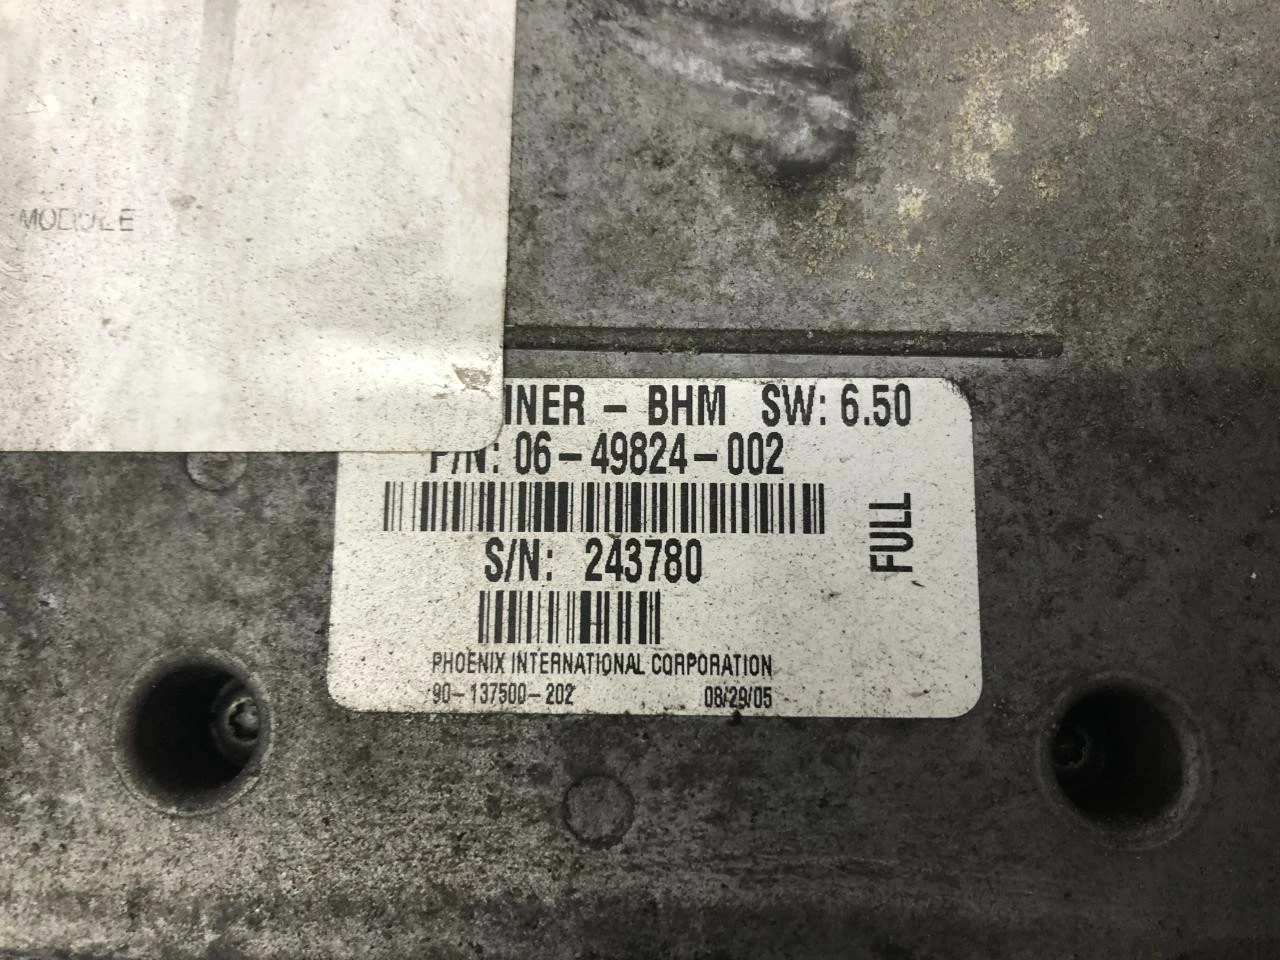 MODULE
INER - BHM SW: 6.50
P/N: 06-49824-002
FULL
S/N: 243780
PHOENIX INTERNATIONAL CORPORATION
90-137500-202 08/29/05